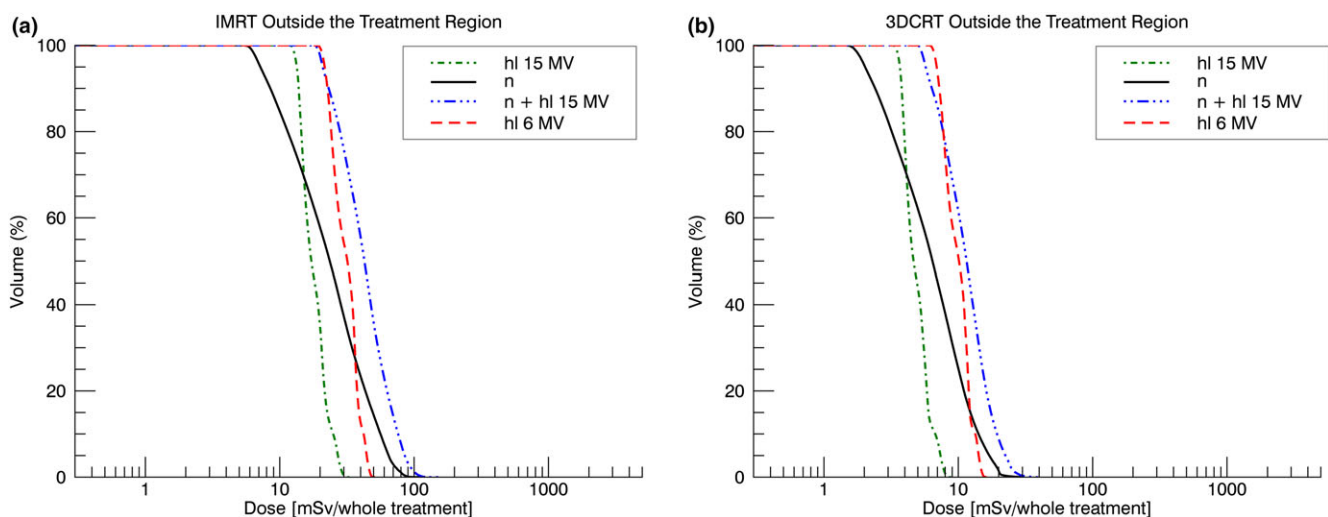 (a)
IMRT Outside the Treatment Region
100
80
60
40
20
0
Volume (%)
hl 15 MV
n
n + hl 15 MV
hl 6 MV
1
10
100
1000
Dose [mSv/whole treatment]
(b)
3DCRT Outside the Treatment Region
100
80
60
40
20
0
Volume (%)
hl 15 MV
n
n + hl 15 MV
hl 6 MV
1
10
100
1000
Dose [mSv/whole treatment]